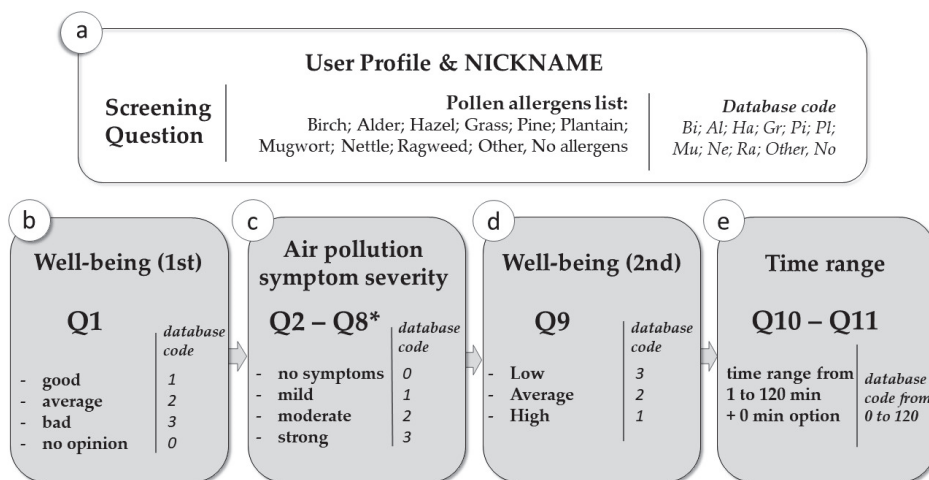 a
User Profile & NICKNAME
Screening
Question
Pollen allergens list:
Birch; Alder; Hazel; Grass; Pine; Plantain;
Mugwort; Nettle; Ragweed; Other, No allergens
Database code
Bi; Al; Ha; Gr; Pi; Pl;
Mu; Ne; Ra; Other, No
b
Well-being (1st)
Q1
database
code
- good 1
- average 2
- bad 3
- no opinion 0
c
Air pollution
symptom severity
Q2 – Q8*
database
code
- no symptoms 0
- mild 1
- moderate 2
- strong 3
d
Well-being (2nd)
Q9
database
code
- Low 3
- Average 2
- High 1
e
Time range
Q10 – Q11
time range from
1 to 120 min
+ 0 min option
database
code from
0 to 120